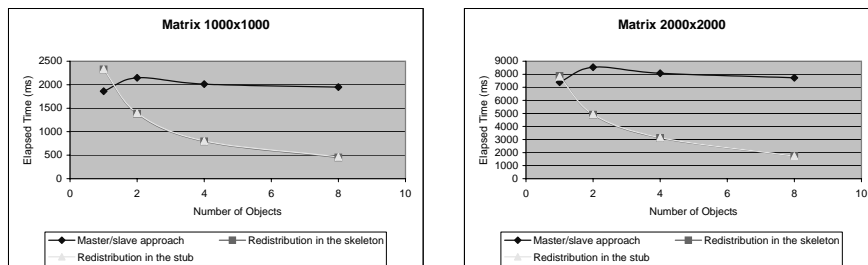 Matrix 1000x1000
Elapsed Time (ms)
2500
2000
1500
1000
500
0
0 2 4 6 8 10
Number of Objects
Master/slave approach Redistribution in the skeleton
Redistribution in the stub
Matrix 2000x2000
Elapsed Time (ms)
9000
8000
7000
6000
5000
4000
3000
2000
1000
0
0 2 4 6 8 10
Number of Objects
Master/slave approach Redistribution in the skeleton
Redistribution in the stub